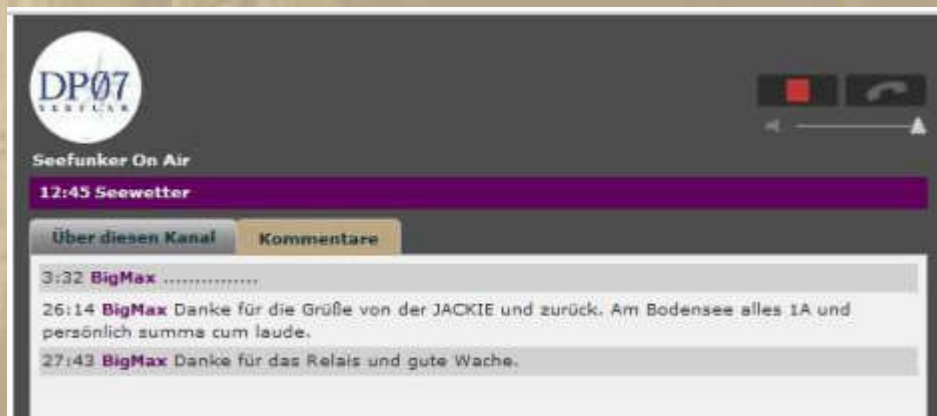 DP07
SEEFUNK
Seefunker On Air
12:45 Seewetter
Über diesen Kanal Kommentare
3:32 BigMax ...............
26:14 BigMax Danke für die Grüße von der JACKIE und zurück. Am Bodensee alles 1A und
persönlich summa cum laude.
27:43 BigMax Danke für das Relais und gute Wache.